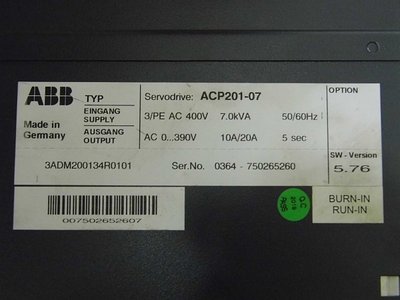 ABB TYP Servodrive: ACP201-07 OPTION
EINGANG
SUPPLY 3/PE AC 400V 7.0kVA 50/60Hz
Made in
Germany
AUSGANG
OUTPUT AC 0...390V 10A/20A 5 sec
SW - Version
5.76
3ADM200134R0101 Ser.No. 0364 - 750265260
007502652607
QC
BURN-IN
RUN-IN